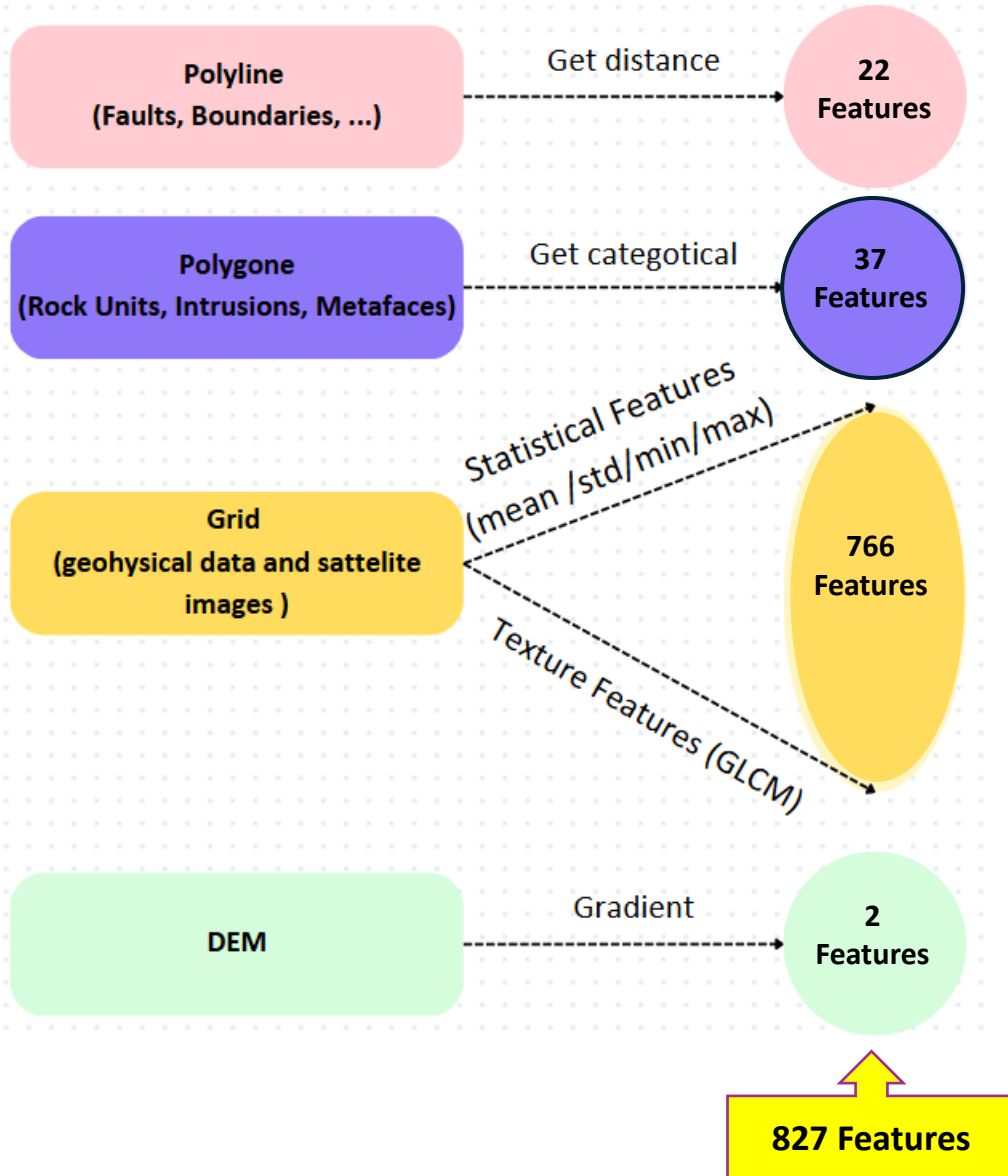 Polyline
(Faults, Boundaries, ...)
Get distance
22
Features
Polygone
(Rock Units, Intrusions, Metafaces)
Get categotical
37
Features
Grid
(geohysical data and sattelite
images )
Statistical Features
(mean /std/min/max)
Texture Features (GLCM)
766
Features
DEM
Gradient
2
Features
827 Features